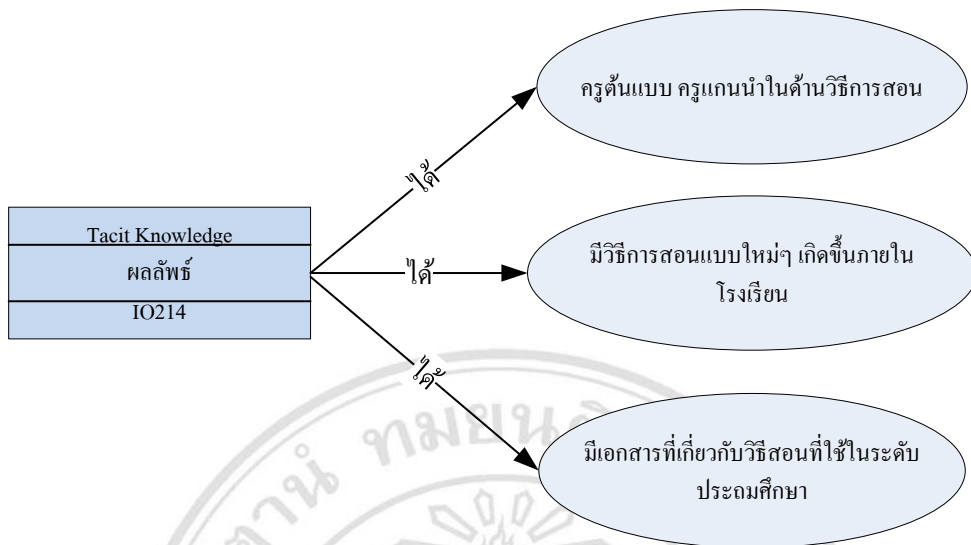 ครูต้นแบบ ครูแกนนำในด้านวิธีการสอน
ได้
Tacit Knowledge
ผลลัพธ์
IO214
ได้
มีวิธีการสอนแบบใหม่ๆ เกิดขึ้นภายใน
โรงเรียน
ได้
มีเอกสารที่เกี่ยวกับวิธีสอนที่ใช้ในระดับ
ประถมศึกษา